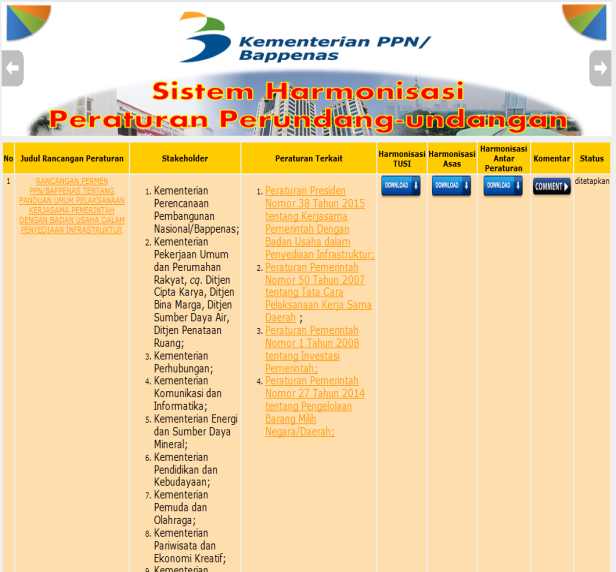 Kementerian PPN/
Bappenas
Sistem Harmonisasi
Peraturan Perundang-undangan
No
Judul Rancangan Peraturan
Stakeholder
Peraturan Terkait
Harmonisasi
TUSI
Harmonisasi
Asas
Harmonisasi
Antar
Peraturan
Komentar
Status
1
RANCANGAN PERMEN
PPN/BAPPENAS TENTANG
PANDUAN UMUM PELAKSANAAN
KERJASAMA PEMERINTAH
DENGAN BADAN USAHA DALAM
PENYEDIAAN INFRASTRUKTUR
1. Kementerian
Perencanaan
Pembangunan
Nasional/Bappenas;
2. Kementerian
Pekerjaan Umum
dan Perumahan
Rakyat, cq. Ditjen
Cipta Karya, Ditjen
Bina Marga, Ditjen
Sumber Daya Air,
Ditjen Penataan
Ruang;
3. Kementerian
Perhubungan;
4. Kementerian
Komunikasi dan
Informatika;
5. Kementerian Energi
dan Sumber Daya
Mineral;
6. Kementerian
Pendidikan dan
Kebudayaan;
7. Kementerian
Pemuda dan
Olahraga;
8. Kementerian
Pariwisata dan
Ekonomi Kreatif;
9. Kementerian
1. Peraturan Presiden
Nomor 38 Tahun 2015
tentang Kerjasama
Pemerintah Dengan
Badan Usaha dalam
Penyediaan Infrastruktur;
2. Peraturan Pemerintah
Nomor 50 Tahun 2007
tentang Tata Cara
Pelaksanaan Kerja Sama
Daerah ;
3. Peraturan Pemerintah
Nomor 1 Tahun 2008
tentang Investasi
Pemerintah;
4. Peraturan Pemerintah
Nomor 27 Tahun 2014
tentang Pengelolaan
Barang Milih
Negara/Daerah;
DOWNLOAD
DOWNLOAD
DOWNLOAD
COMMENT
ditetapkan